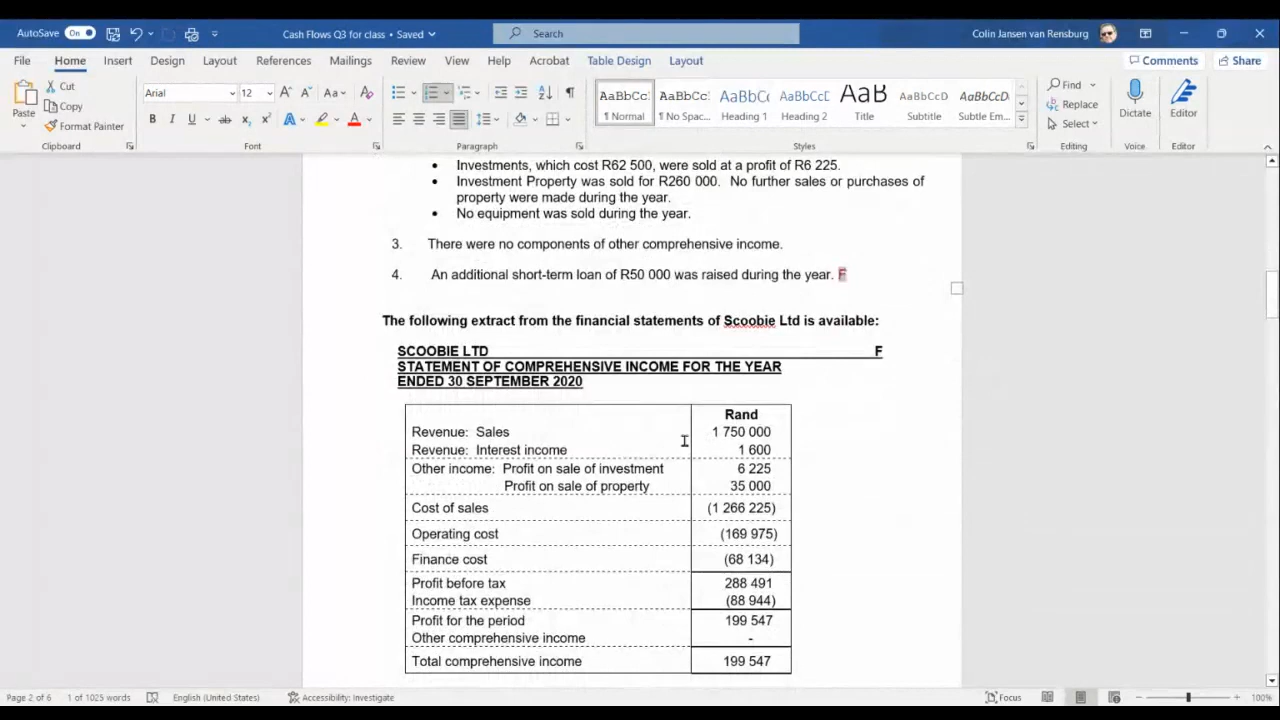 AutoSave On Cash Flows Q3 for class • Saved Search Colin Jansen van Rensburg
File Home Insert Design Layout References Mailings Review View Help Acrobat Table Design Layout Comments Share
Paste Cut Copy Format Painter
Clipboard
Arial 12 A A Aa A
B I U ab x₂ x² A A
Font
Paragraph
AaBbCc AaBbCc AaBbC AaBbCcC AaB AaBbCcD AaBbCcD
¶ Normal ¶ No Spac... Heading 1 Heading 2 Title Subtitle Subtle Em...
Styles
Find Replace Select
Editing
Dictate
Voice
Editor
Editor
• Investments, which cost R62 500, were sold at a profit of R6 225.
• Investment Property was sold for R260 000. No further sales or purchases of
property were made during the year.
• No equipment was sold during the year.
3. There were no components of other comprehensive income.
4. An additional short-term loan of R50 000 was raised during the year. F
The following extract from the financial statements of Scoobie Ltd is available:
SCOOBIE LTD F
STATEMENT OF COMPREHENSIVE INCOME FOR THE YEAR
ENDED 30 SEPTEMBER 2020
Rand
Revenue: Sales 1 750 000
Revenue: Interest income 1 600
Other income: Profit on sale of investment 6 225
Profit on sale of property 35 000
Cost of sales (1 266 225)
Operating cost (169 975)
Finance cost (68 134)
Profit before tax 288 491
Income tax expense (88 944)
Profit for the period 199 547
Other comprehensive income -
Total comprehensive income 199 547
Page 2 of 6 1 of 1025 words English (United States) Accessibility: Investigate Focus 100%